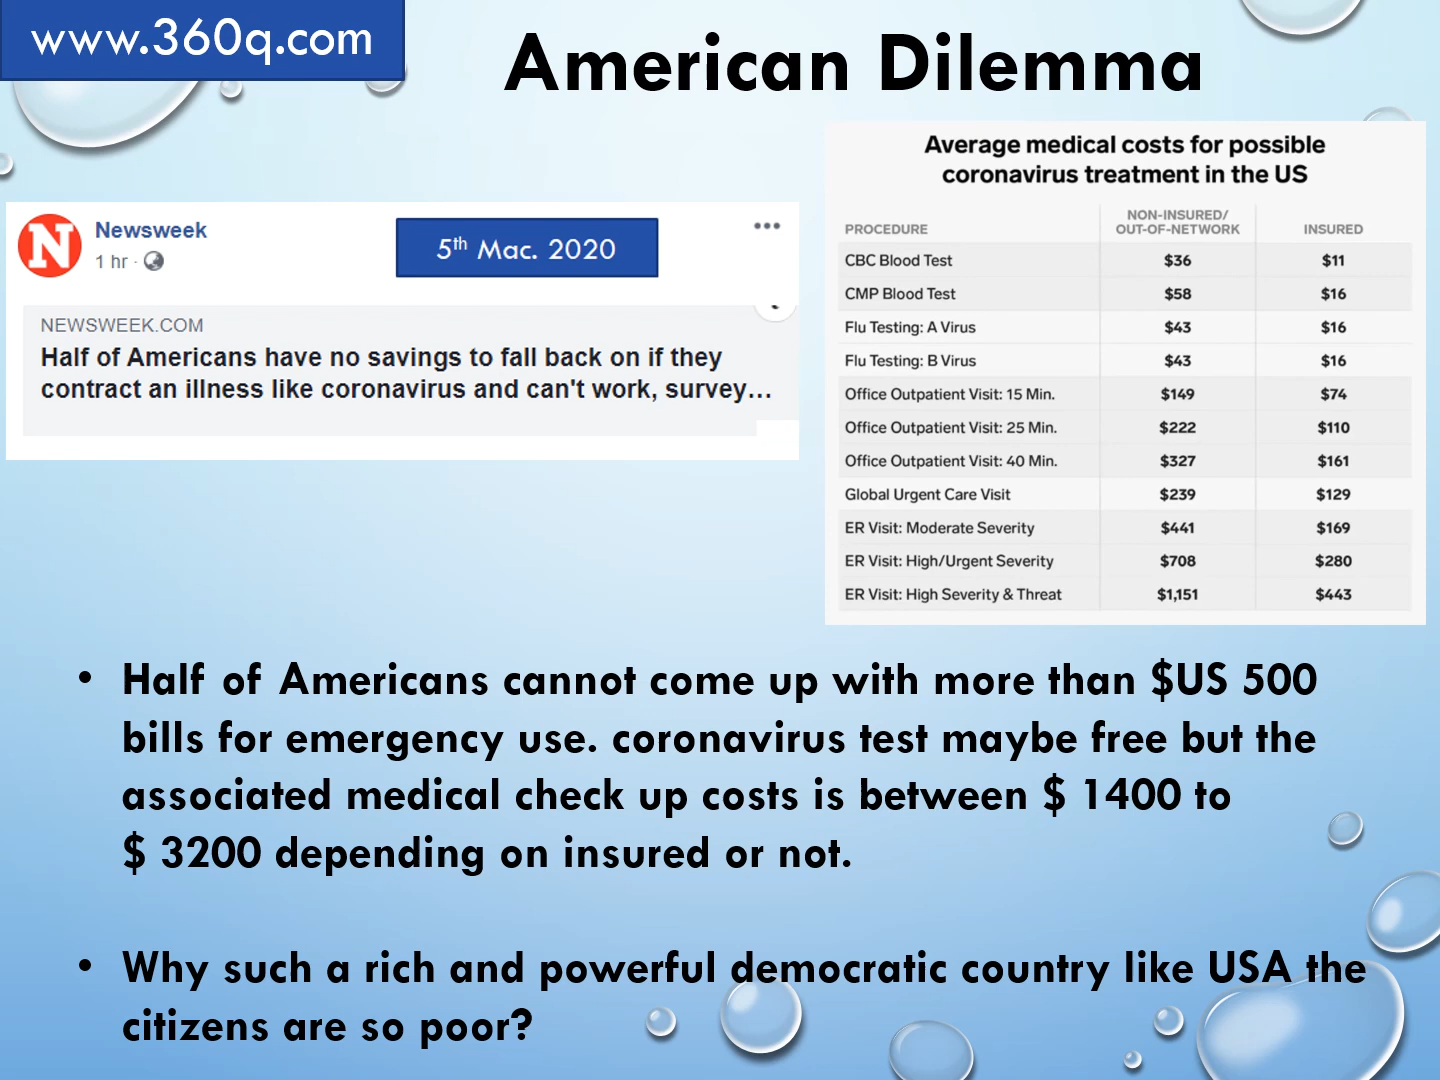 www.360q.com
American Dilemma
Newsweek
1 hr ·
5th Mac. 2020
NEWSWEEK.COM
Half of Americans have no savings to fall back on if they
contract an illness like coronavirus and can't work, survey...
Average medical costs for possible
coronavirus treatment in the US
PROCEDURE NON-INSURED/ OUT-OF-NETWORK INSURED
CBC Blood Test $36 $11
CMP Blood Test $58 $16
Flu Testing: A Virus $43 $16
Flu Testing: B Virus $43 $16
Office Outpatient Visit: 15 Min. $149 $74
Office Outpatient Visit: 25 Min. $222 $110
Office Outpatient Visit: 40 Min. $327 $161
Global Urgent Care Visit $239 $129
ER Visit: Moderate Severity $441 $169
ER Visit: High/Urgent Severity $708 $280
ER Visit: High Severity & Threat $1,151 $443
• Half of Americans cannot come up with more than $US 500
bills for emergency use. coronavirus test maybe free but the
associated medical check up costs is between $ 1400 to
$ 3200 depending on insured or not.
• Why such a rich and powerful democratic country like USA the
citizens are so poor?